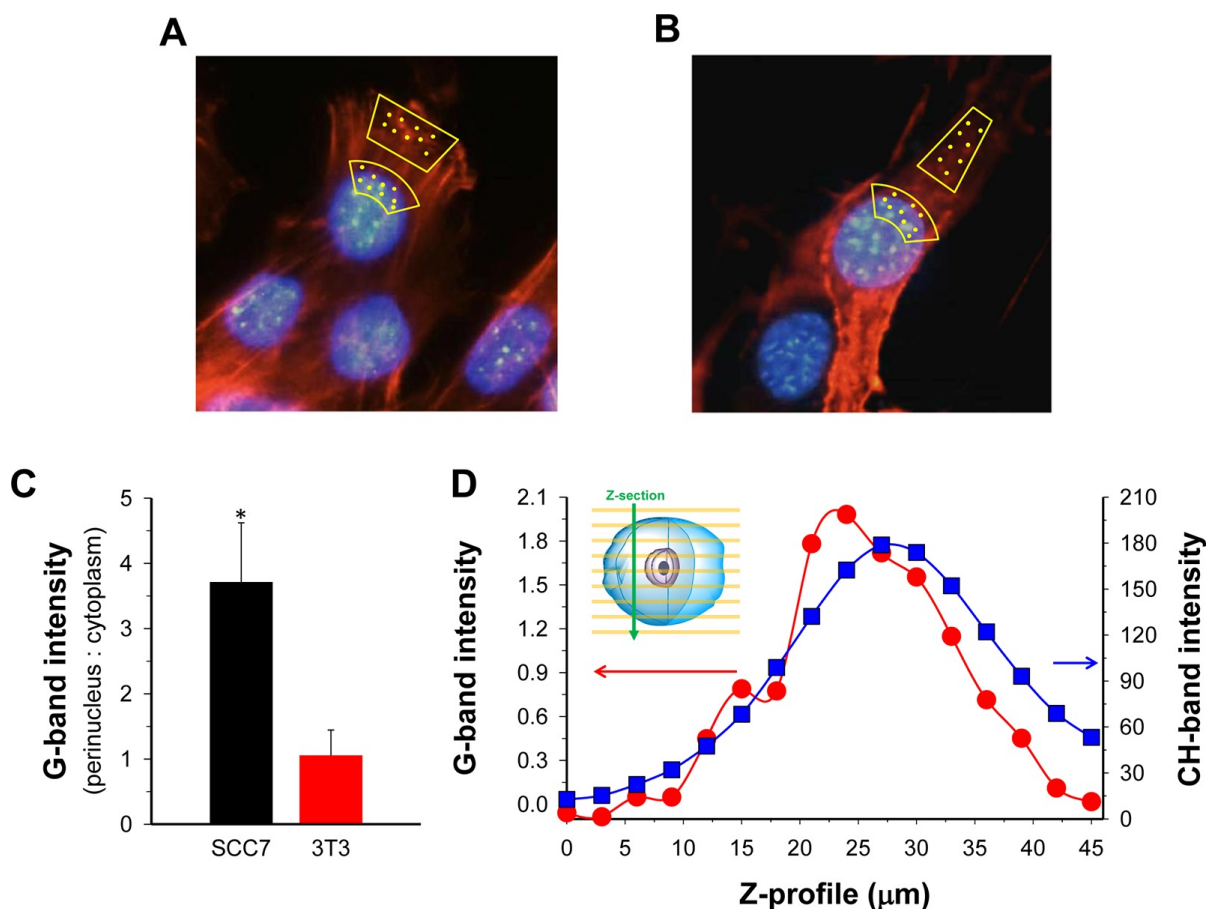 A
B
C
G-band intensity
(perinucleus : cytoplasm)
5
4
3
2
1
0
*
SCC7
3T3
D
G-band intensity
2.1
1.8
1.5
1.2
0.9
0.6
0.3
0.0
Z-section
210
180
150
120
90
60
30
0
CH-band intensity
0 5 10 15 20 25 30 35 40 45
Z-profile (μm)